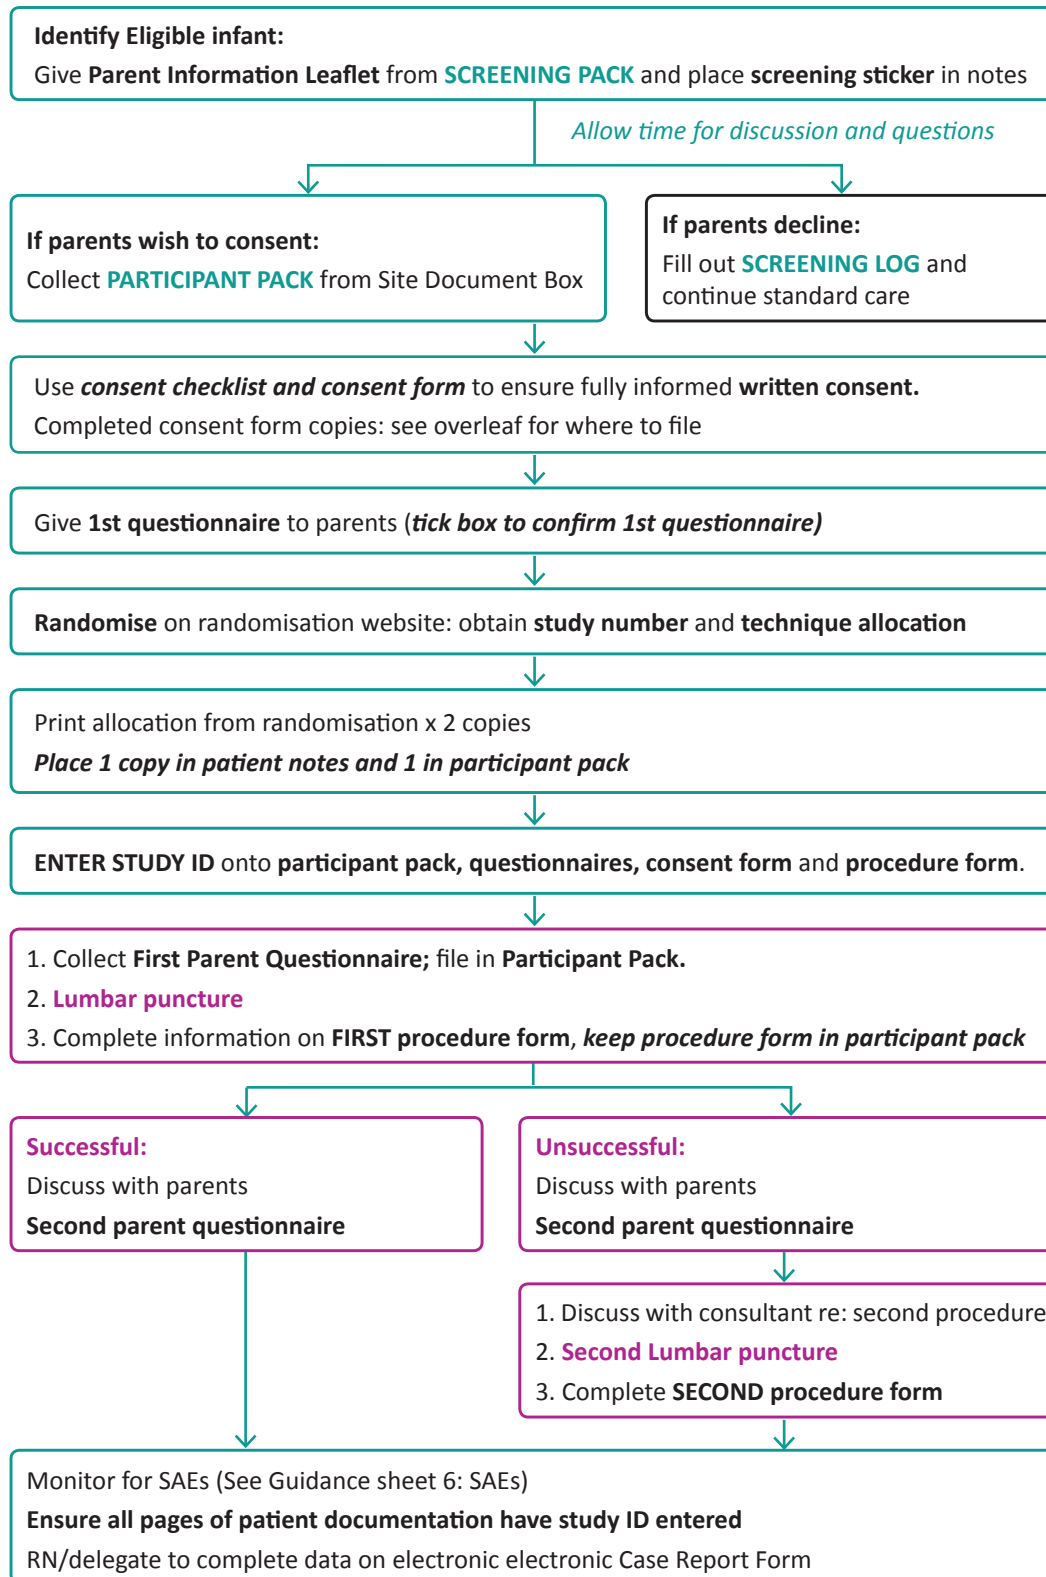 Identify Eligible infant:
Give Parent Information Leaflet from SCREENING PACK and place screening sticker in notes
Allow time for discussion and questions
If parents wish to consent:
Collect PARTICIPANT PACK from Site Document Box
If parents decline:
Fill out SCREENING LOG and
continue standard care
Use consent checklist and consent form to ensure fully informed written consent.
Completed consent form copies: see overleaf for where to file
Give 1st questionnaire to parents (tick box to confirm 1st questionnaire)
Randomise on randomisation website: obtain study number and technique allocation
Print allocation from randomisation x 2 copies
Place 1 copy in patient notes and 1 in participant pack
ENTER STUDY ID onto participant pack, questionnaires, consent form and procedure form.
1. Collect First Parent Questionnaire; file in Participant Pack.
2. Lumbar puncture
3. Complete information on FIRST procedure form, keep procedure form in participant pack
Successful:
Discuss with parents
Second parent questionnaire
Unsuccessful:
Discuss with parents
Second parent questionnaire
1. Discuss with consultant re: second procedure
2. Second Lumbar puncture
3. Complete SECOND procedure form
Monitor for SAEs (See Guidance sheet 6: SAEs)
Ensure all pages of patient documentation have study ID entered
RN/delegate to complete data on electronic electronic Case Report Form